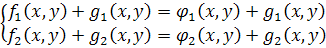 f₁(x, y) + g₁(x, y) = φ₁(x, y) + g₁(x, y)
f₂(x, y) + g₂(x, y) = φ₂(x, y) + g₂(x, y)